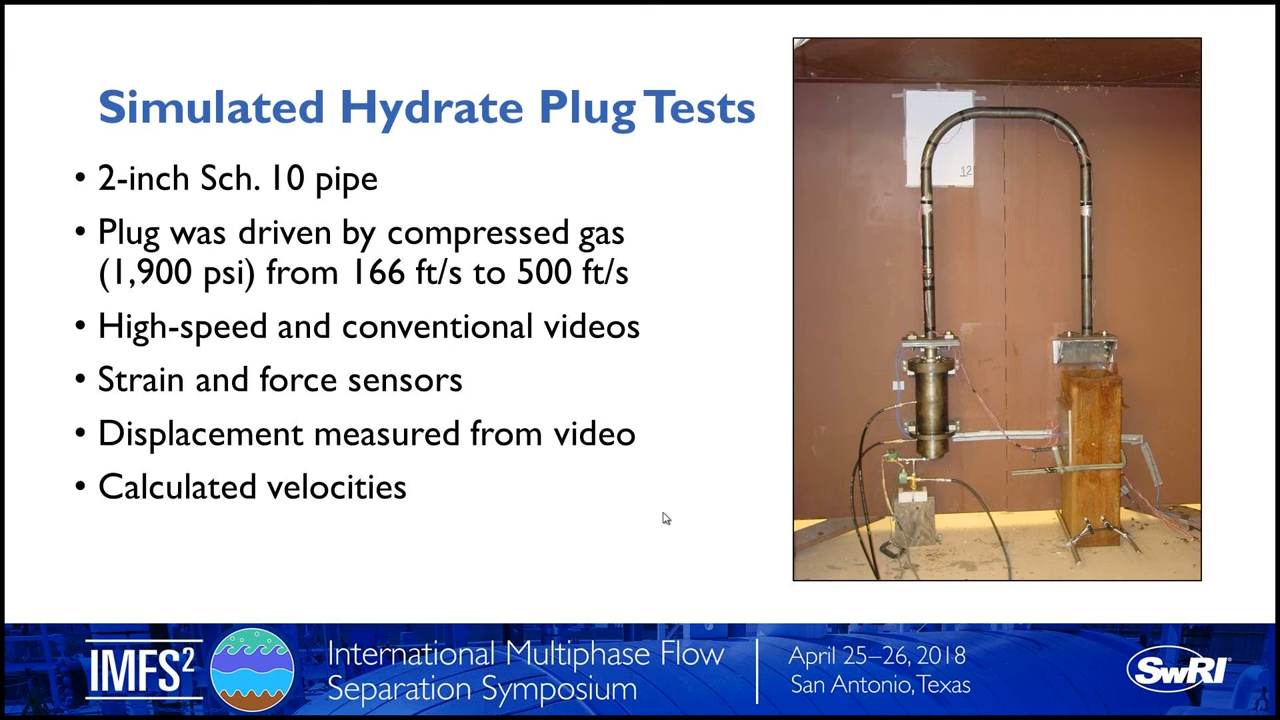 Simulated Hydrate Plug Tests
• 2-inch Sch. 10 pipe
• Plug was driven by compressed gas
(1,900 psi) from 166 ft/s to 500 ft/s
• High-speed and conventional videos
• Strain and force sensors
• Displacement measured from video
• Calculated velocities
12
IMFS²
International Multiphase Flow
Separation Symposium
April 25–26, 2018
San Antonio, Texas
SwRI®